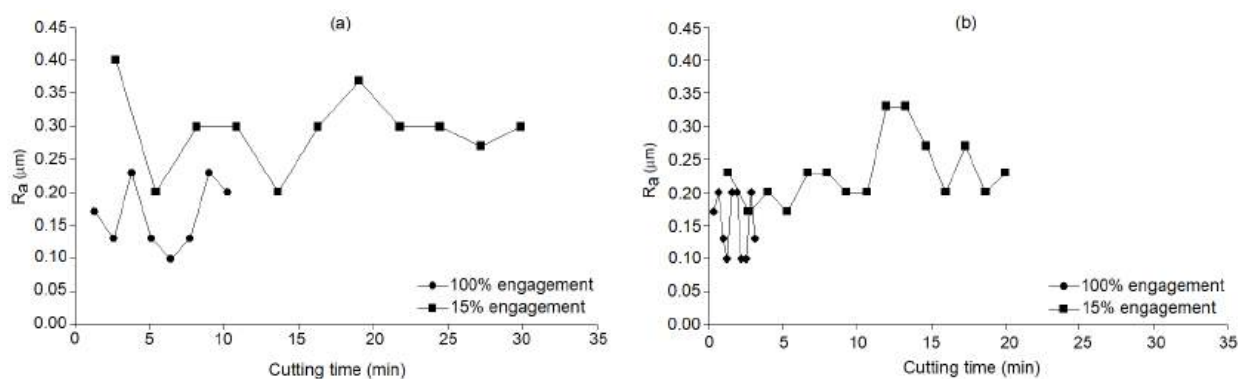 (a)
0.45
0.40
0.35
0.30
0.25
0.20
0.15
0.10
0.05
0.00
Ra (μm)
0 5 10 15 20 25 30 35
Cutting time (min)
100% engagement
15% engagement
(b)
0.45
0.40
0.35
0.30
0.25
0.20
0.15
0.10
0.05
0.00
Ra (μm)
0 5 10 15 20 25 30 35
Cutting time (min)
100% engagement
15% engagement